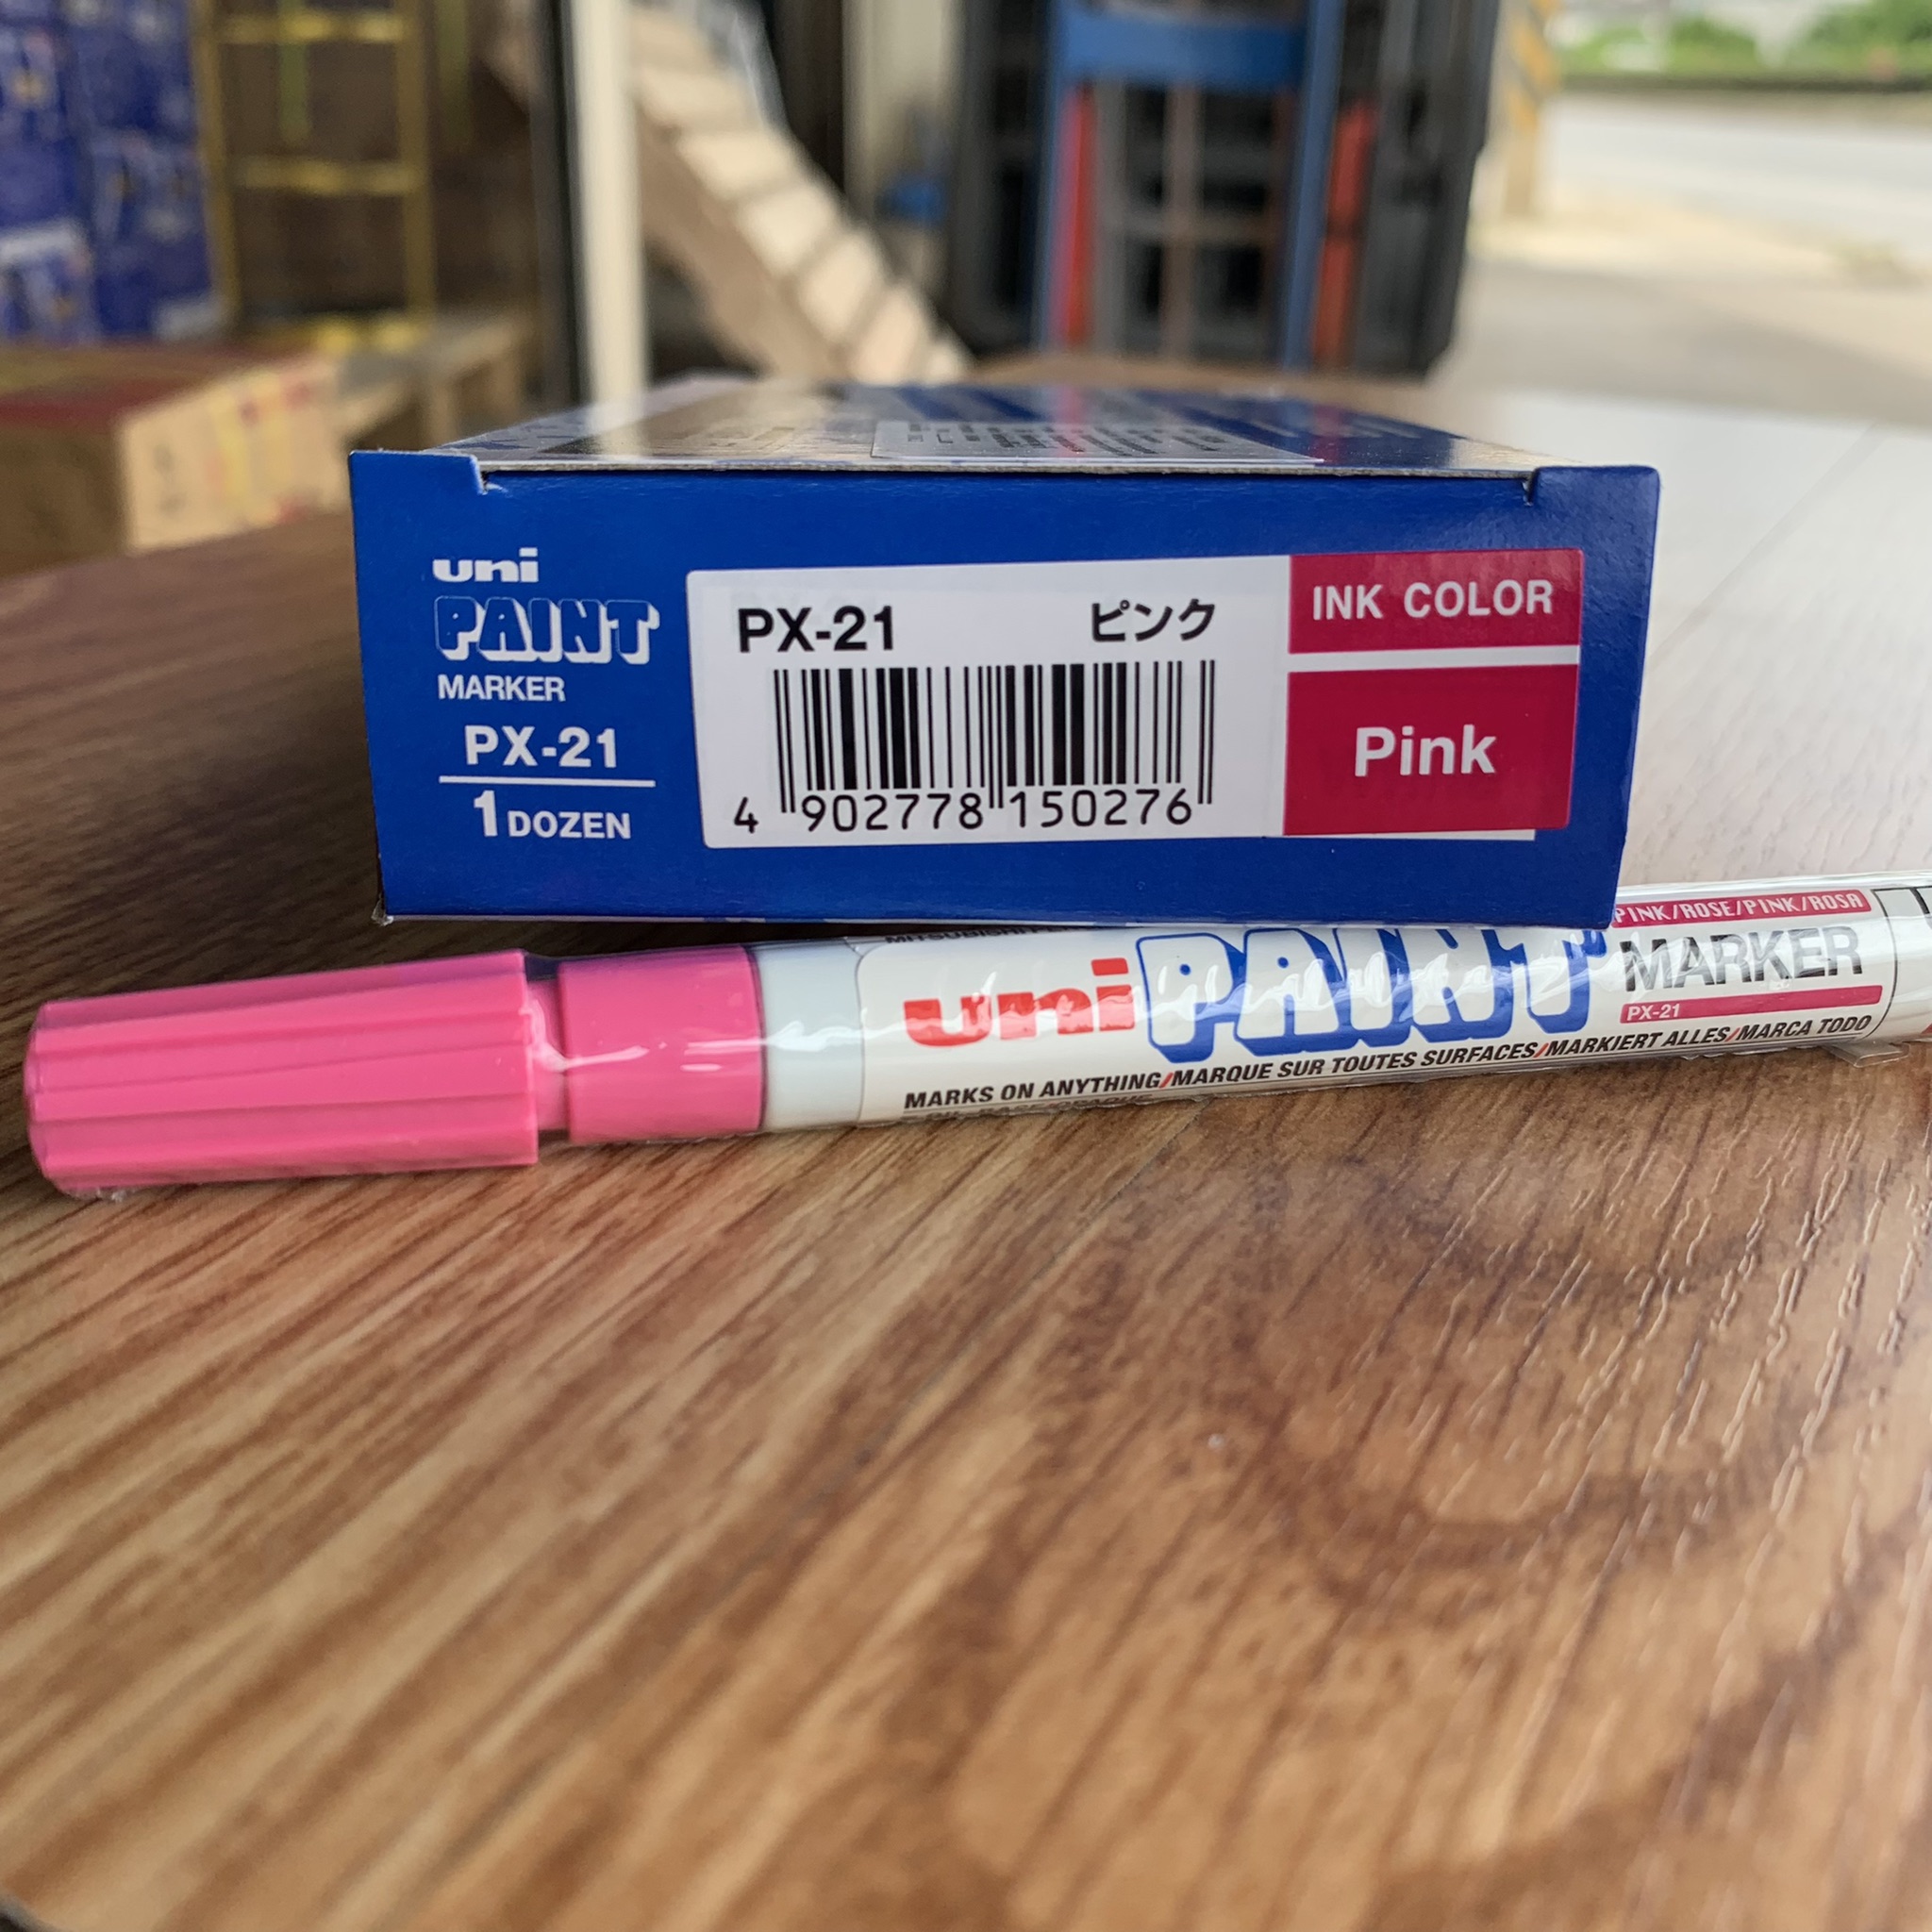 uni
PAINT
MARKER
PX-21
1 DOZEN
PX-21 ピンク
4 902778 150276
INK COLOR
Pink
uni PAINT MARKER
PINK/ROSE/PINK/ROSA
PX-21
MARKS ON ANYTHING/MARQUE SUR TOUTES SURFACES/MARKIERT ALLES/MARCA TODO